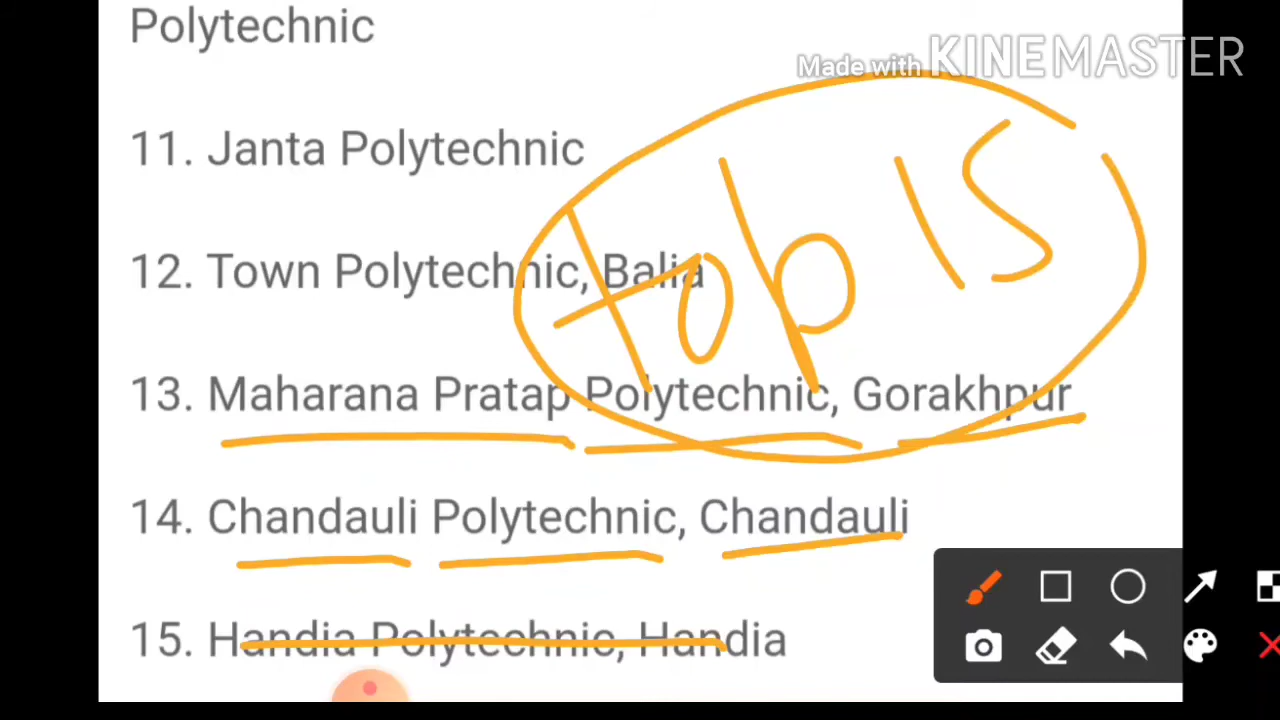 Polytechnic
Made with KINEMASTER
11. Janta Polytechnic
top 15
12. Town Polytechnic, Balia
13. Maharana Pratap Polytechnic, Gorakhpur
14. Chandauli Polytechnic, Chandauli
15. Handia Polytechnic, Handia